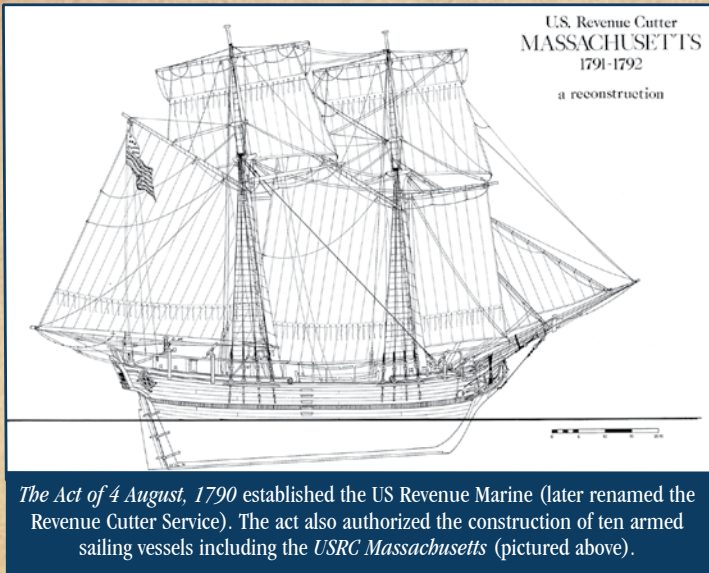 U.S. Revenue Cutter
MASSACHUSETTS
1791-1792
a reconstruction
The Act of 4 August, 1790 established the US Revenue Marine (later renamed the
Revenue Cutter Service). The act also authorized the construction of ten armed
sailing vessels including the USRC Massachusetts (pictured above).